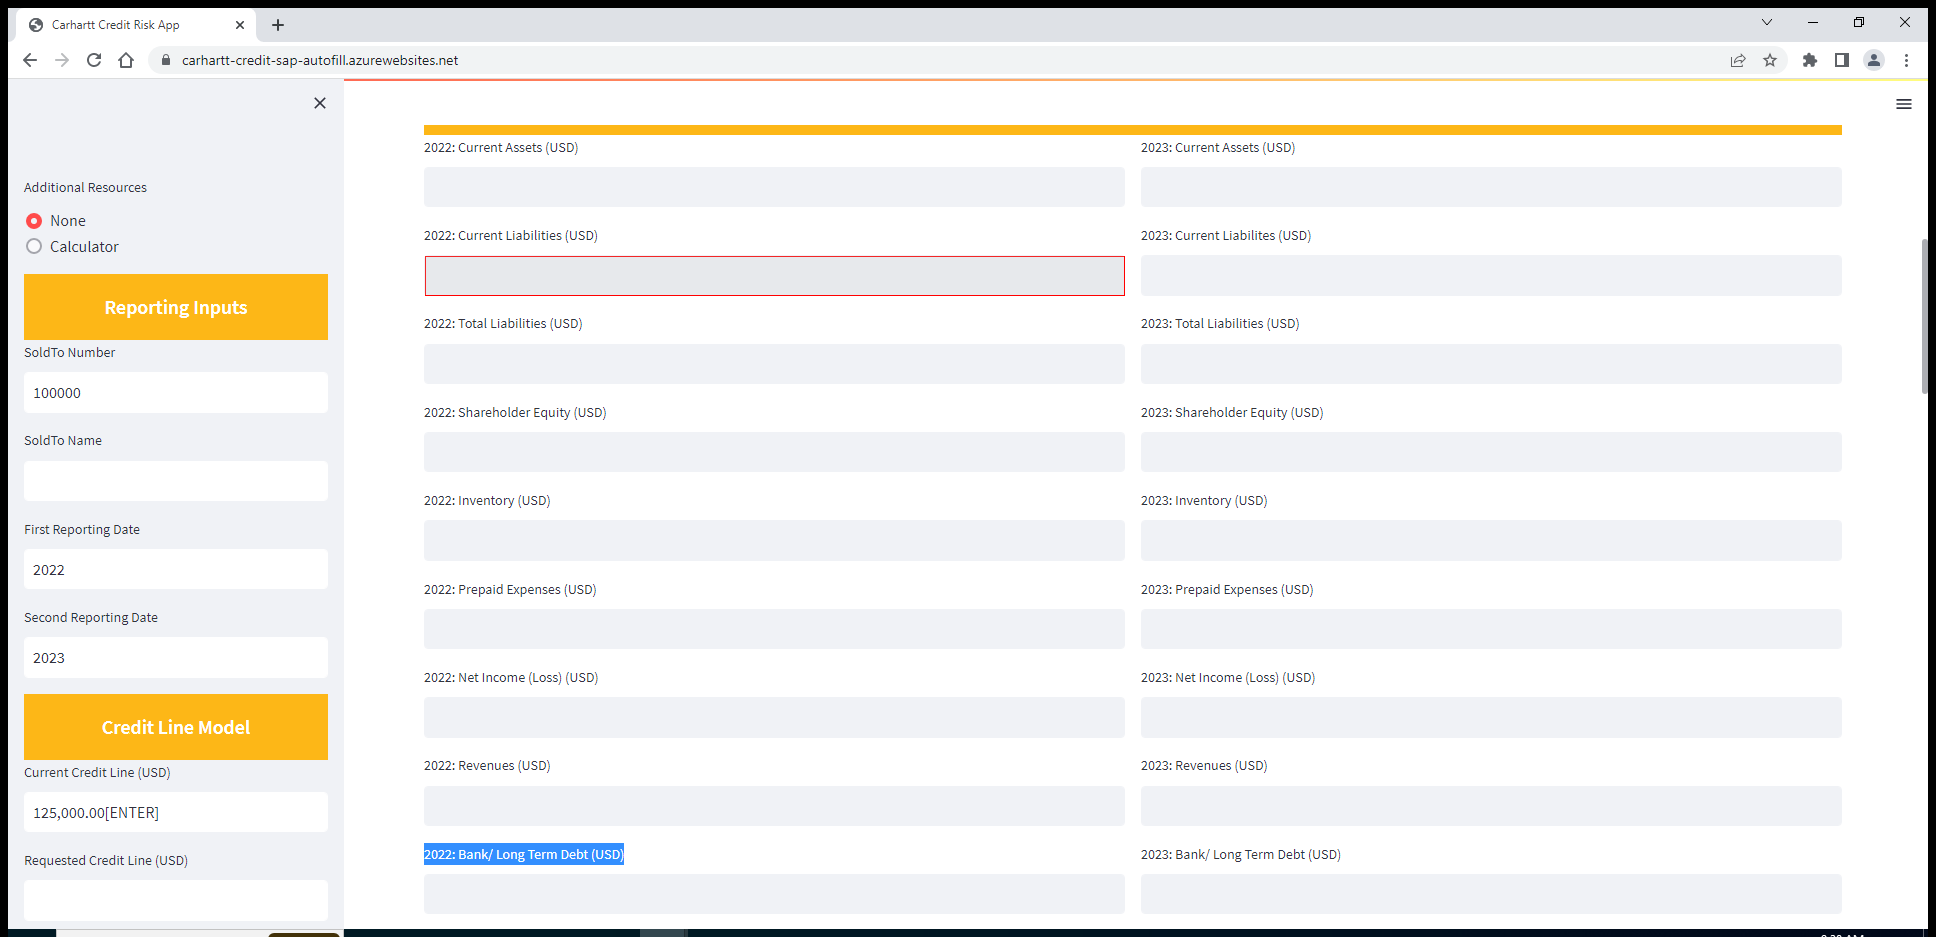 Carhartt Credit Risk App
carhartt-credit-sap-autofill.azurewebsites.net
Additional Resources
None
Calculator
Reporting Inputs
SoldTo Number
100000
SoldTo Name
First Reporting Date
2022
Second Reporting Date
2023
Credit Line Model
Current Credit Line (USD)
125,000.00[ENTER]
Requested Credit Line (USD)
2022: Current Assets (USD)
2023: Current Assets (USD)
2022: Current Liabilities (USD)
2023: Current Liabilites (USD)
2022: Total Liabilities (USD)
2023: Total Liabilities (USD)
2022: Shareholder Equity (USD)
2023: Shareholder Equity (USD)
2022: Inventory (USD)
2023: Inventory (USD)
2022: Prepaid Expenses (USD)
2023: Prepaid Expenses (USD)
2022: Net Income (Loss) (USD)
2023: Net Income (Loss) (USD)
2022: Revenues (USD)
2023: Revenues (USD)
2022: Bank/ Long Term Debt (USD)
2023: Bank/ Long Term Debt (USD)